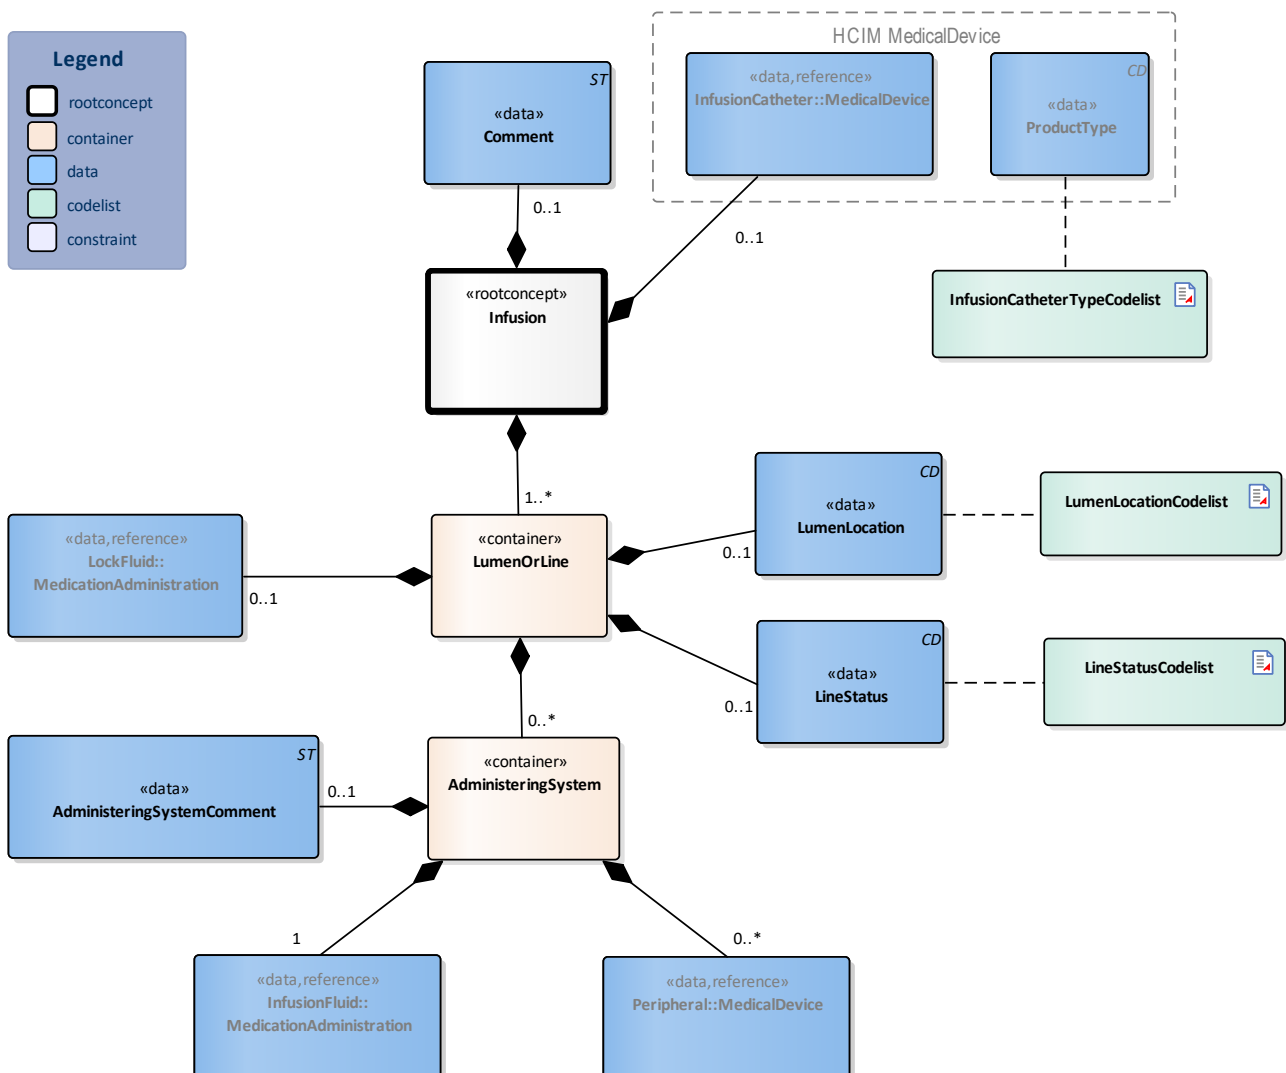 Legend
rootconcept
container
data
codelist
constraint
HCIM MedicalDevice
ST
«data»
Comment
«data,reference»
InfusionCatheter::MedicalDevice
CD
«data»
ProductType
0..1
0..1
«rootconcept»
Infusion
InfusionCatheterTypeCodelist
1..*
«data,reference»
LockFluid::
MedicationAdministration
0..1
«container»
LumenOrLine
CD
«data»
LumenLocation
0..1
LumenLocationCodelist
CD
«data»
LineStatus
0..1
LineStatusCodelist
0..*
ST
«data»
AdministeringSystemComment
0..1
«container»
AdministeringSystem
1
0..*
«data,reference»
InfusionFluid::
MedicationAdministration
«data,reference»
Peripheral::MedicalDevice